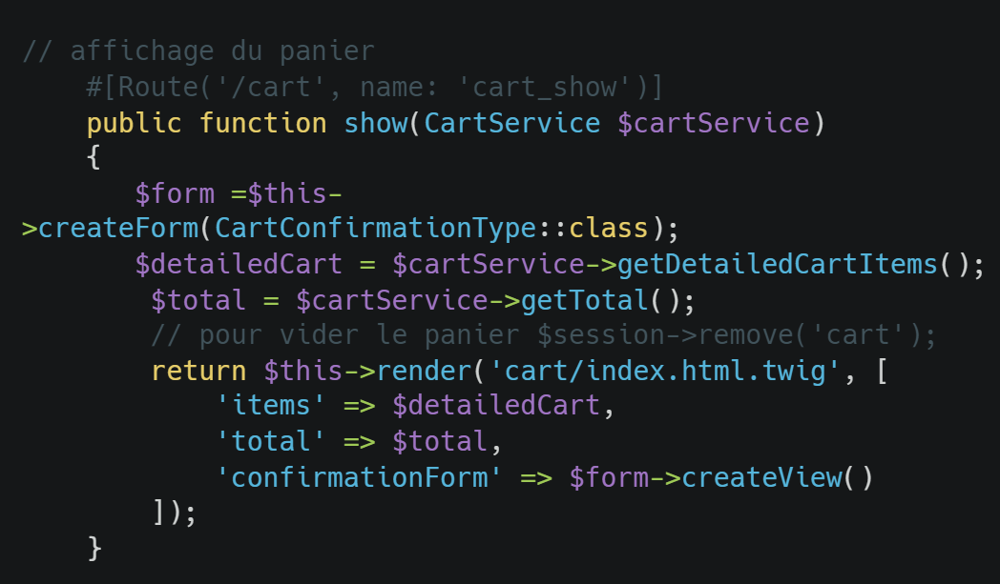 // affichage du panier
#[Route('/cart', name: 'cart_show')]
public function show(CartService $cartService)
{
$form =$this-
>createForm(CartConfirmationType::class);
$detailedCart = $cartService->getDetailedCartItems();
$total = $cartService->getTotal();
// pour vider le panier $session->remove('cart');
return $this->render('cart/index.html.twig', [
'items' => $detailedCart,
'total' => $total,
'confirmationForm' => $form->createView()
]);
}